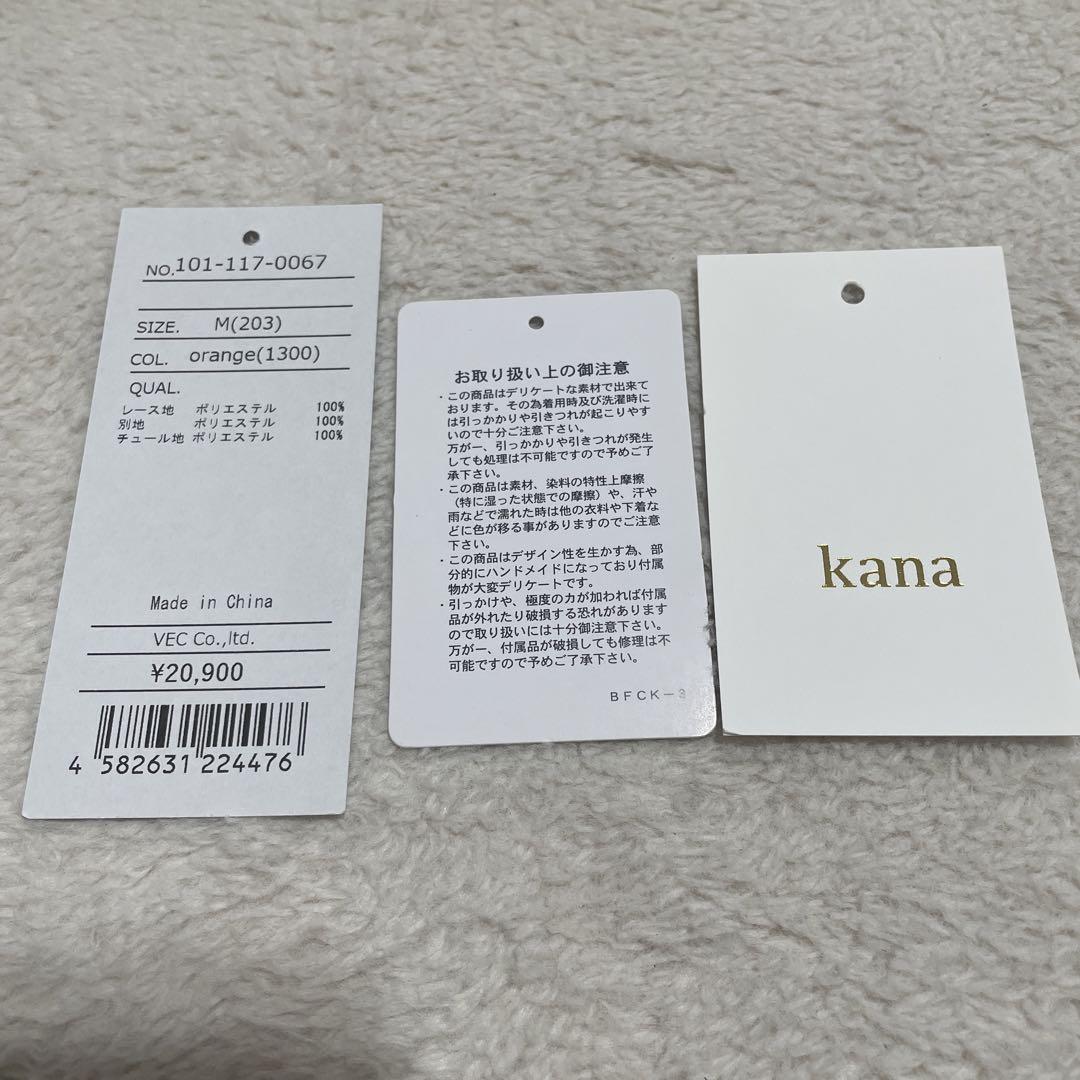 NO.101-117-0067
SIZE. M(203)
COL. orange(1300)
QUAL.
レース地 ポリエステル 100%
別地 ポリエステル 100%
チュール地 ポリエステル 100%
Made in China
VEC Co.,ltd.
¥20,900
4 582631 224476
お取り扱い上の御注意
・この商品はデリケートな素材で出来て
おります。その為着用時及び洗濯時に
は引っかかりや引きつれが起こりやす
いので十分ご注意下さい。
万が一、引っかかりや引きつれが発生
しても処理は不可能ですので予めご了
承下さい。
・この商品は素材、染料の特性上摩擦
(特に湿った状態での摩擦)や、汗や
雨などで濡れた時は他の衣料や下着な
どに色が移る事がありますのでご注意
下さい。
・この商品はデザイン性を生かす為、部
分的にハンドメイドになっており付属
物が大変デリケートです。
・引っかけや、極度の力が加われば付属
品が外れたり破損する恐れがあります
ので取り扱いには十分御注意下さい。
万が一、付属品が破損しても修理は不
可能ですので予めご了承下さい。
BFCK-3
kana